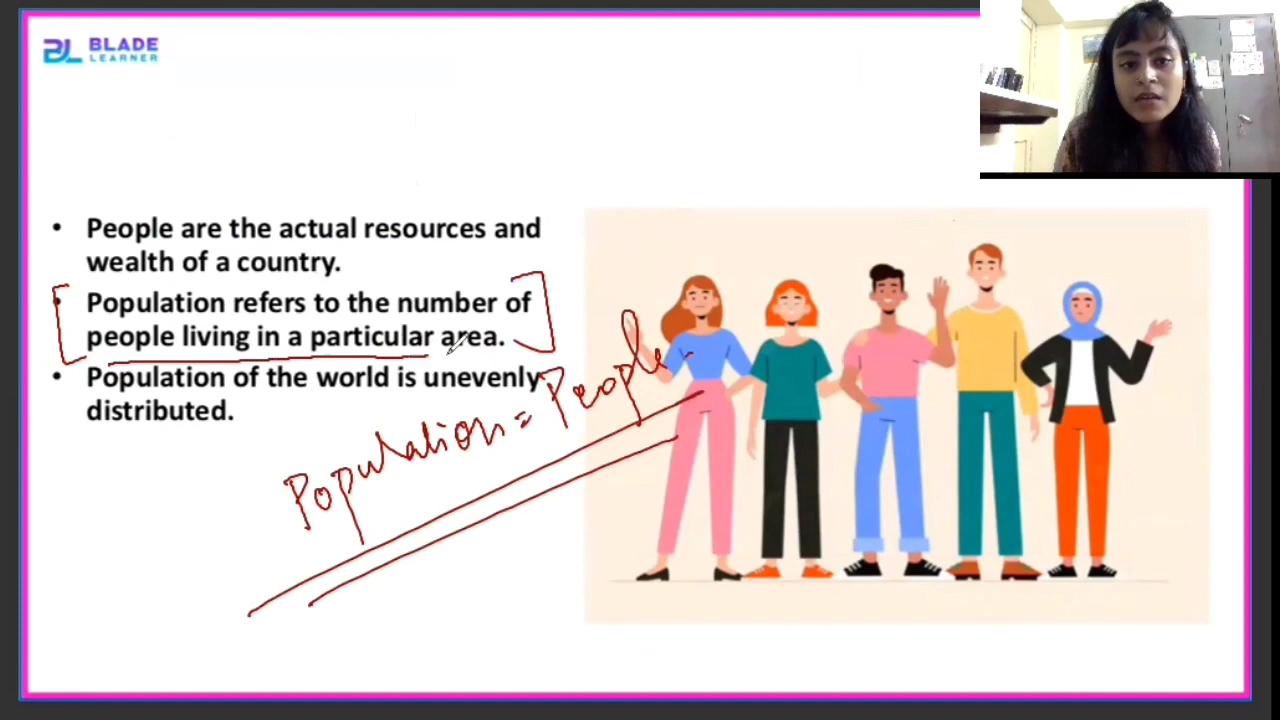 BLADE
LEARNER
• People are the actual resources and
wealth of a country.
• Population refers to the number of
people living in a particular area.
• Population of the world is unevenly
distributed.
Population = People